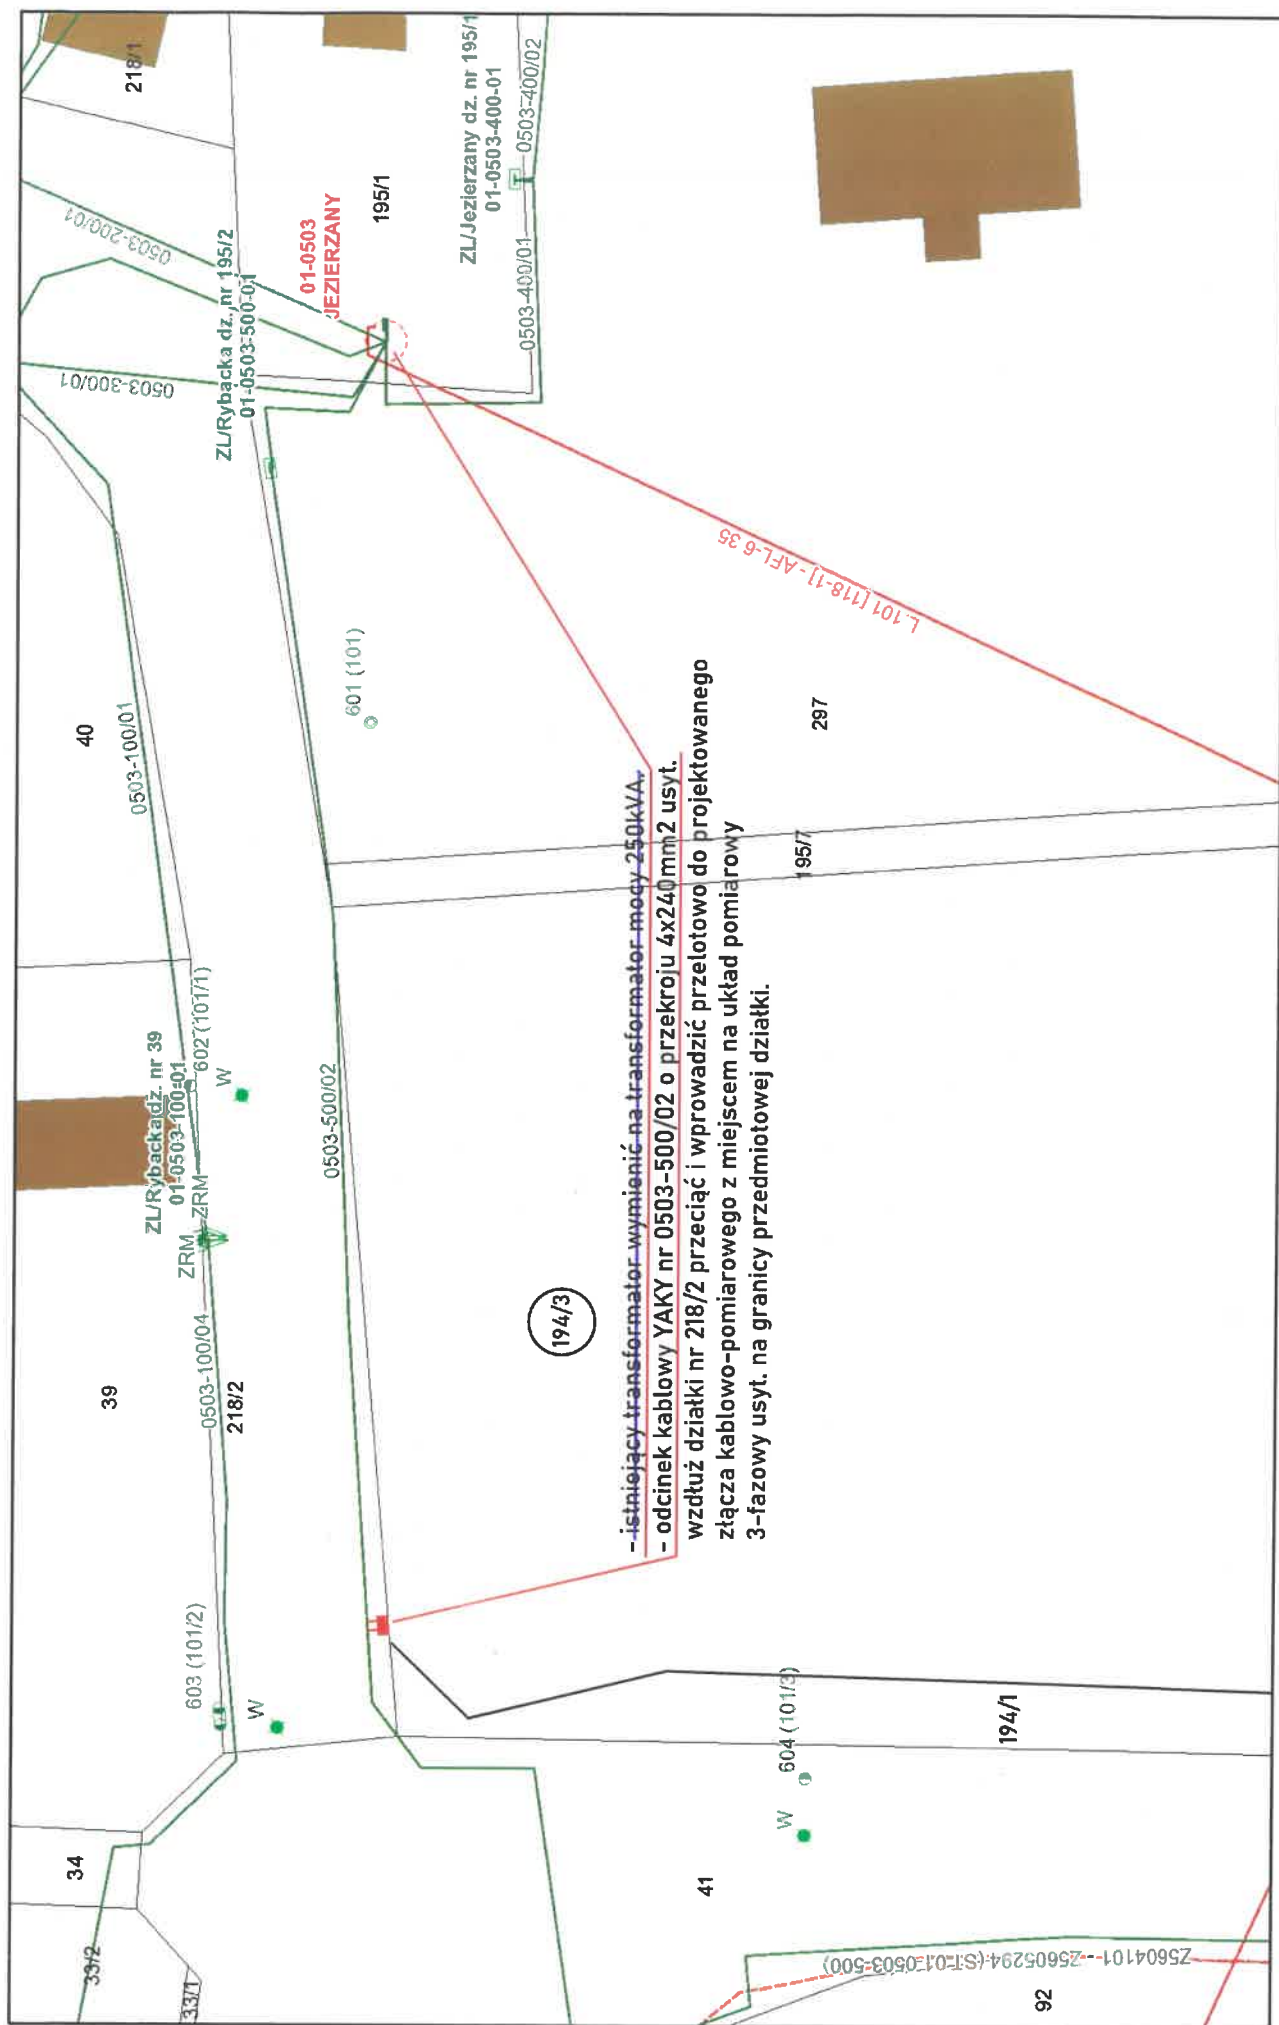 33/2
34
33/1
603 (101/2)
W
39
0503-100/04
218/2
ZRM
ZRM
ZL/Rybacka dz. nr 39
01-0503-100-01
602 (101/1)
W
40
0503-100/01
0503-300/01
0503-200/01
218/1
ZL/Rybacka dz. nr 195/2
01-0503-500-01
01-0503
JEZIERZANY
195/1
ZL/Jezierzany dz. nr 195/1
01-0503-400-01
0503-400/01
0503-400/02
0503-500/02
601 (101)
194/3
- istniejący transformator wymienić na transformator mocy 250kVA.
- odcinek kablowy YAKY nr 0503-500/02 o przekroju 4x240mm2 usyt.
wzdłuż działki nr 218/2 przeciąć i wprowadzić przelotowo do projektowanego
złącza kablowo-pomiarowego z miejscem na układ pomiarowy
3-fazowy usyt. na granicy przedmiotowej działki.
L.101 [118-1] - AFL-6 35
297
195/7
41
W
604 (101/3)
194/1
92
Z5604101--Z5605294 (ST-01-0503-500)